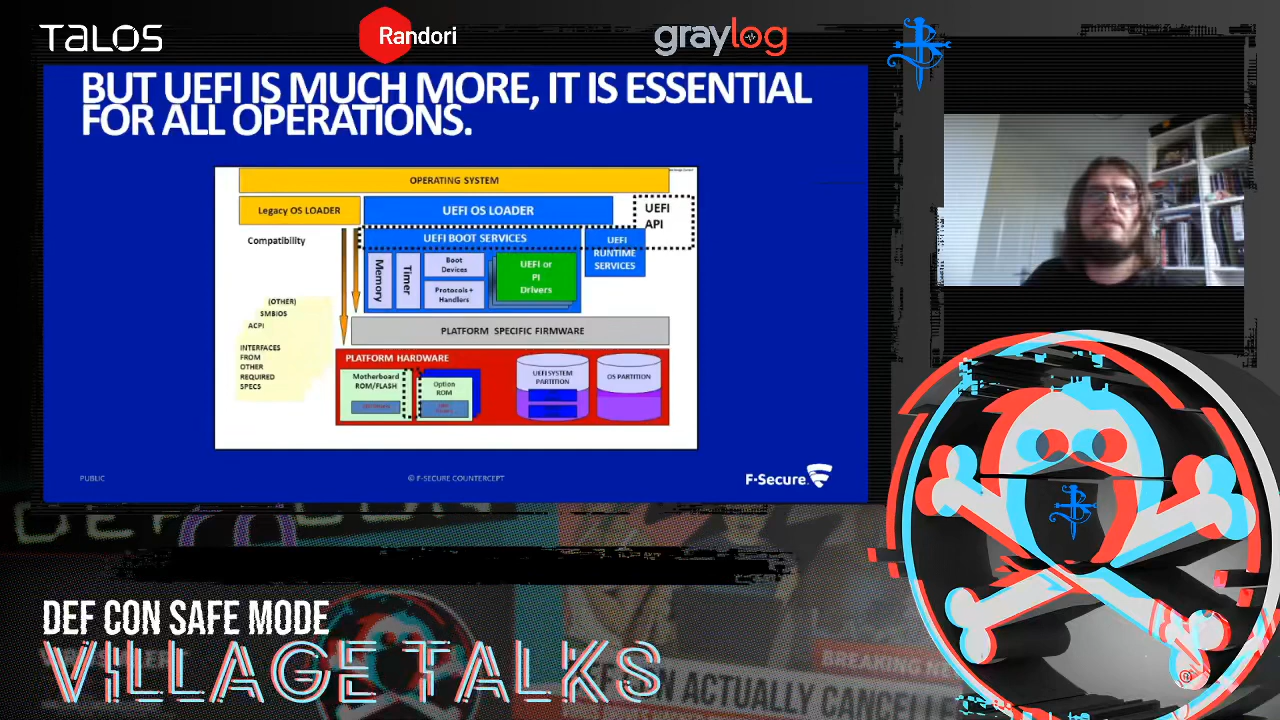 TALOS
Randori
graylog
BUT UEFI IS MUCH MORE, T IS ESSENTIAL
FOR ALL OPERATIONS.
OPERATING SYSTEM
Legacy OS LOADER
UEFI OS LOADER
UEFI
API
Compatibility
UEFI BOOT SERVICES
UEFI
RUNTIME
SERVICES
Memory
Timer
Boot
Devices
Protocols +
Handlers
UEFI or
PI
Drivers
(OTHER)
SMBIOS
ACPI
INTERFACES
FROM
OTHER
REQUIRED
SPECS
PLATFORM SPECIFIC FIRMWARE
PLATFORM HARDWARE
Motherboard
ROM/FLASH
Option
ROM
UEFI SYSTEM
PARTITION
OS PARTITION
PUBLIC
© F-SECURE COUNTERCEPT
F-Secure.
DEF CON
DEF CON SAFE MODE
VILLAGE TALKS
BREAKING NE
ACTUALLY CANCELLE